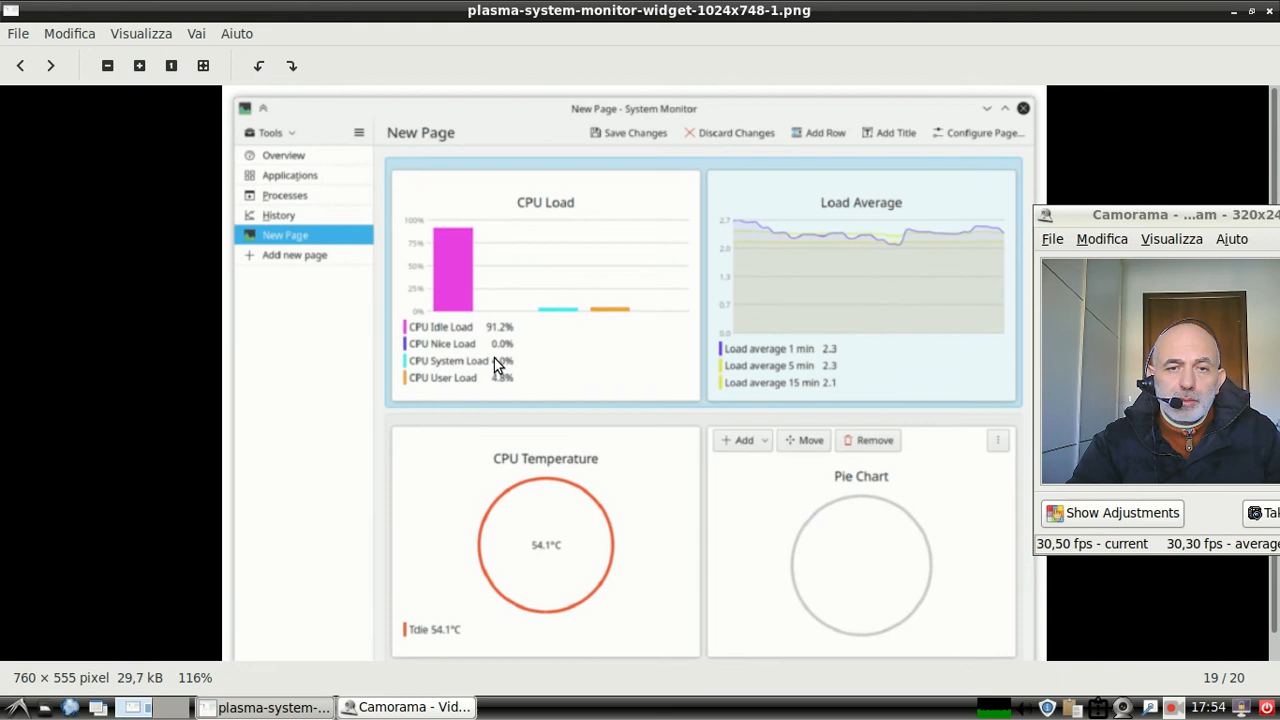 plasma-system-monitor-widget-1024x748-1.png
File Modifica Visualizza Vai Aiuto
New Page - System Monitor
Tools
New Page
Save Changes
Discard Changes
Add Row
Add Title
Configure Page...
Overview
Applications
Processes
History
New Page
Add new page
CPU Load
100%
75%
50%
25%
0%
CPU Idle Load 91.2%
CPU Nice Load 0.0%
CPU System Load
CPU User Load 4.8%
Load Average
2.7
2.0
1.3
0.7
0.0
Load average 1 min 2.3
Load average 5 min 2.3
Load average 15 min 2.1
CPU Temperature
54.1°C
Tdie 54.1°C
Add
Move
Remove
Pie Chart
Camorama - ...am - 320x24
File Modifica Visualizza Aiuto
Show Adjustments
Tak
30,50 fps - current 30,30 fps - average
760 × 555 pixel 29,7 kB 116%
19 / 20
plasma-system-...
Camorama - Vid...
17:54